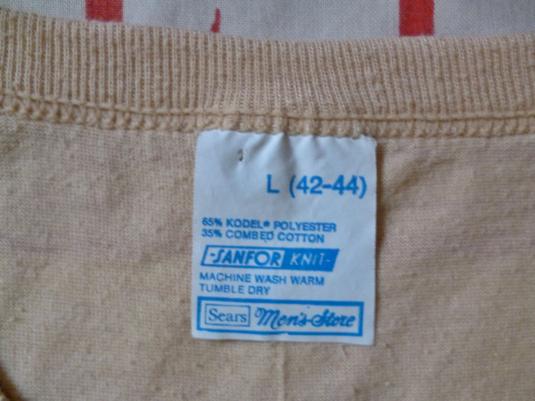 L (42-44)
65% KODEL® POLYESTER
35% COMBED COTTON
-SANFOR KNIT-
MACHINE WASH WARM
TUMBLE DRY
Sears Men's Store